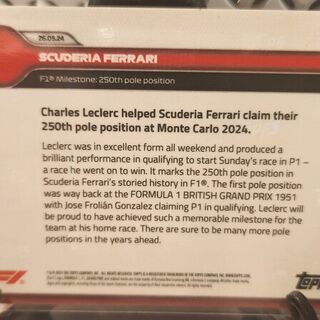 26.05.24
SCUDERIA FERRARI
F1® Milestone: 250th pole position
Charles Leclerc helped Scuderia Ferrari claim their
250th pole position at Monte Carlo 2024.
Leclerc was in excellent form all weekend and produced a
brilliant performance in qualifying to start Sunday's race in P1 –
a race he went on to win. It marks the 250th pole position in
Scuderia Ferrari's storied history in F1®. The first pole position
was way back at the FORMULA 1 BRITISH GRAND PRIX 1951
with Jose Frolián Gonzalez claiming P1 in qualifying. Leclerc will
be proud to have achieved such a memorable milestone for the
team at his home race. There are sure to be many more pole
positions in the years ahead.
F1
topps